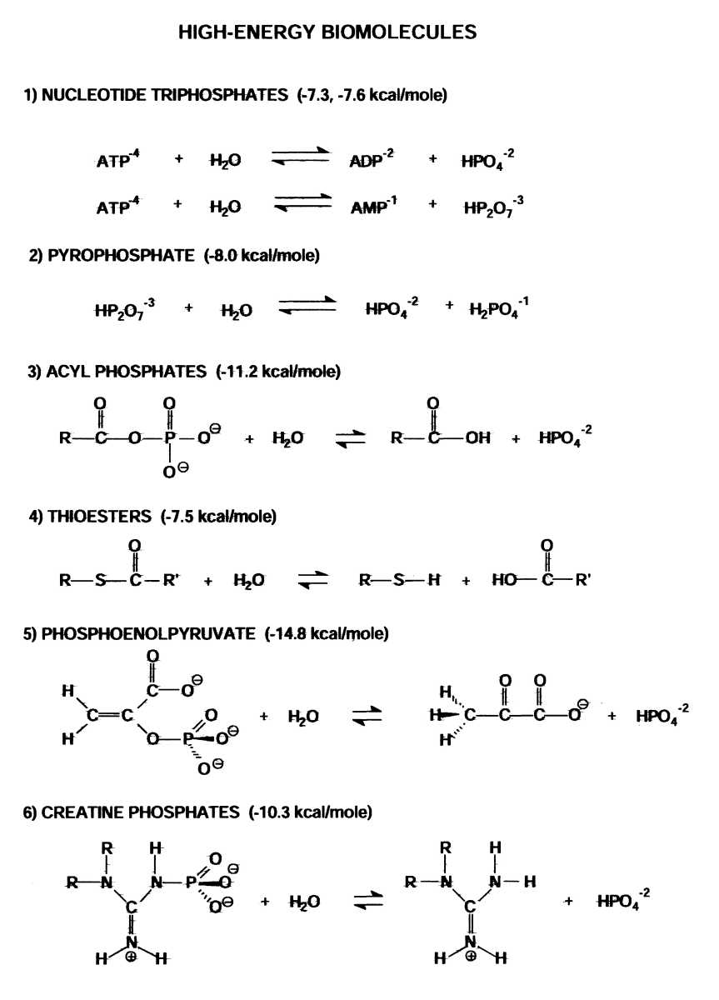 HIGH-ENERGY BIOMOLECULES
1) NUCLEOTIDE TRIPHOSPHATES (-7.3, -7.6 kcal/mole)
ATP⁻⁴ + H₂O ⇌ ADP⁻² + HPO₄⁻²
ATP⁻⁴ + H₂O ⇌ AMP⁻¹ + HP₂O₇⁻³
2) PYROPHOSPHATE (-8.0 kcal/mole)
HP₂O₇⁻³ + H₂O ⇌ HPO₄⁻² + H₂PO₄⁻¹
3) ACYL PHOSPHATES (-11.2 kcal/mole)
O O O
R—C—O—P—O⊖ + H₂O ⇌ R—C—OH + HPO₄⁻²
O⊖
4) THIOESTERS (-7.5 kcal/mole)
O O
R—S—C—R' + H₂O ⇌ R—S—H + HO—C—R'
5) PHOSPHOENOLPYRUVATE (-14.8 kcal/mole)
O
H C—O⊖ H O O
C=C O + H₂O ⇌ H C—C—C—O⊖ + HPO₄⁻²
H O—P—O⊖ H
O⊖
6) CREATINE PHOSPHATES (-10.3 kcal/mole)
R H O R H
R—N N—P—O⊖ R—N N—H
C O⊖ + H₂O ⇌ C + HPO₄⁻²
N N
H ⊕ H H ⊕ H